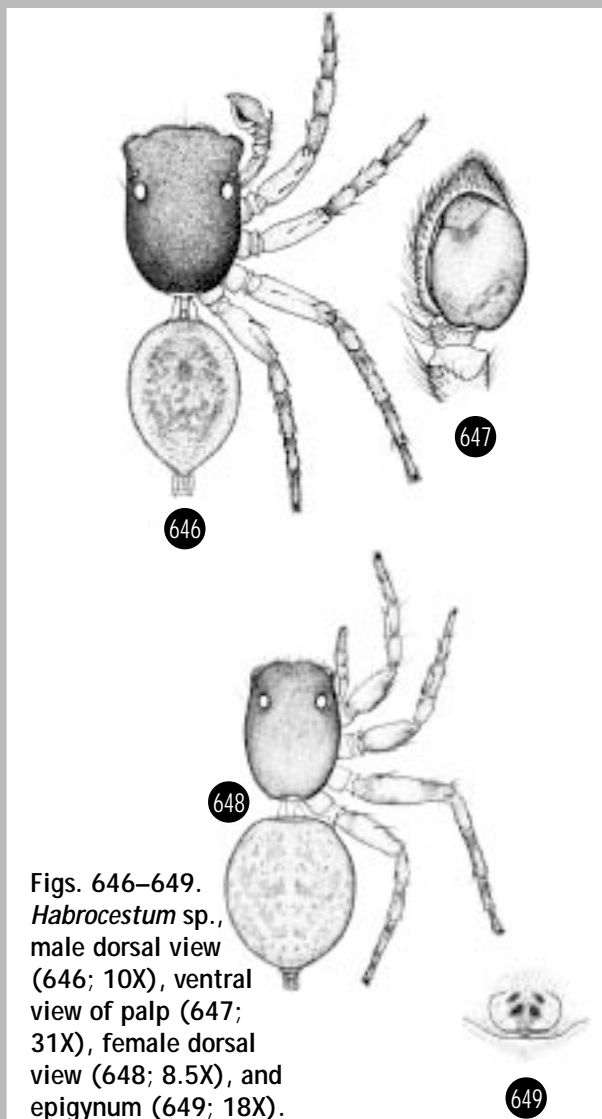 646
647
648
Figs. 646–649.
Habrocestum sp.,
male dorsal view
(646; 10X), ventral
view of palp (647;
31X), female dorsal
view (648; 8.5X), and
epigynum (649; 18X).
649